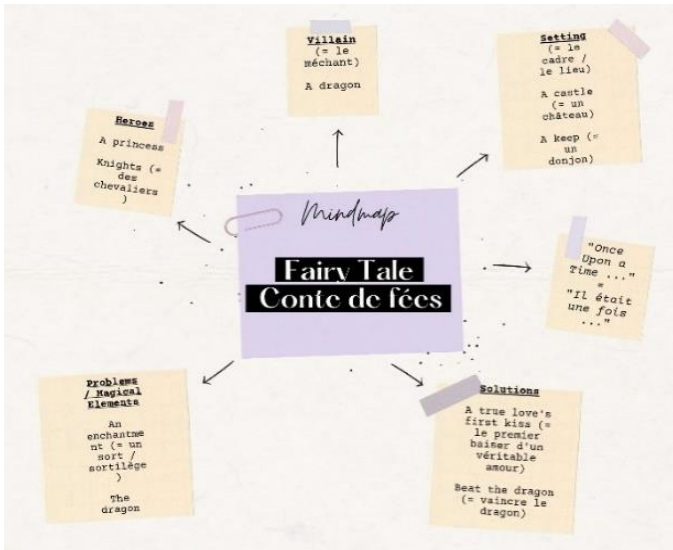 Mindmap
Fairy Tale
Conte de fées
Villain
(= le
méchant)
A dragon
Setting
(= le
cadre /
le lieu)
A castle
(= un
château)
A keep (=
un
donjon)
"Once
Upon a
Time ..."
=
"Il était
une fois
..."
Solutions
A true love's
first kiss (=
le premier
baiser d'un
véritable
amour)
Beat the dragon
(= vaincre le
dragon)
Problems
/ Magical
Elements
An
enchantme
nt (= un
sort /
sortilège
)
The
dragon
Heroes
A princess
Knights (=
des
chevaliers
)